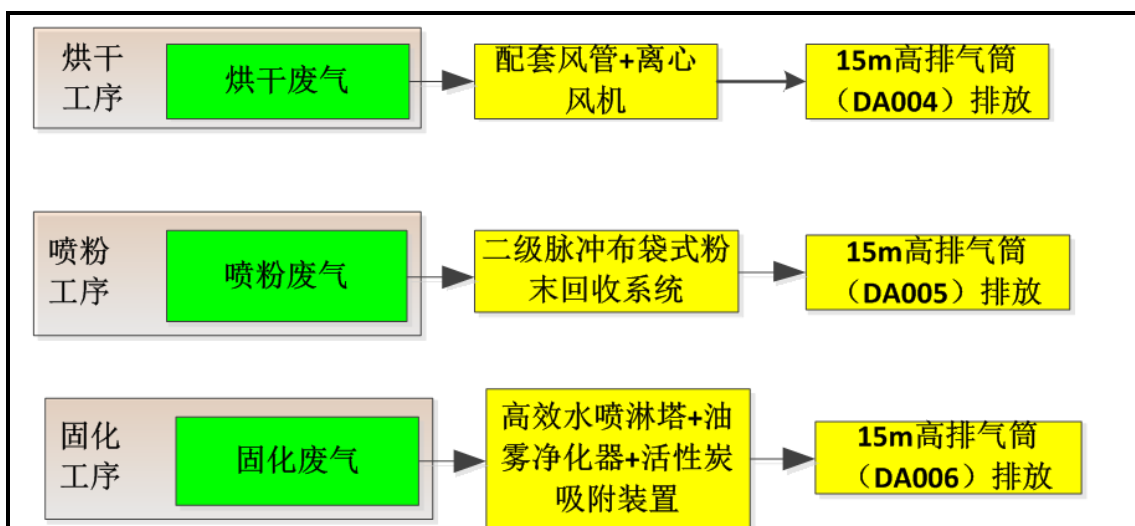 烘干
工序
烘干废气
配套风管+离心
风机
15m高排气筒
（DA004）排放
喷粉
工序
喷粉废气
二级脉冲布袋式粉
末回收系统
15m高排气筒
（DA005）排放
固化
工序
固化废气
高效水喷淋塔+油
雾净化器+活性炭
吸附装置
15m高排气筒
（DA006）排放